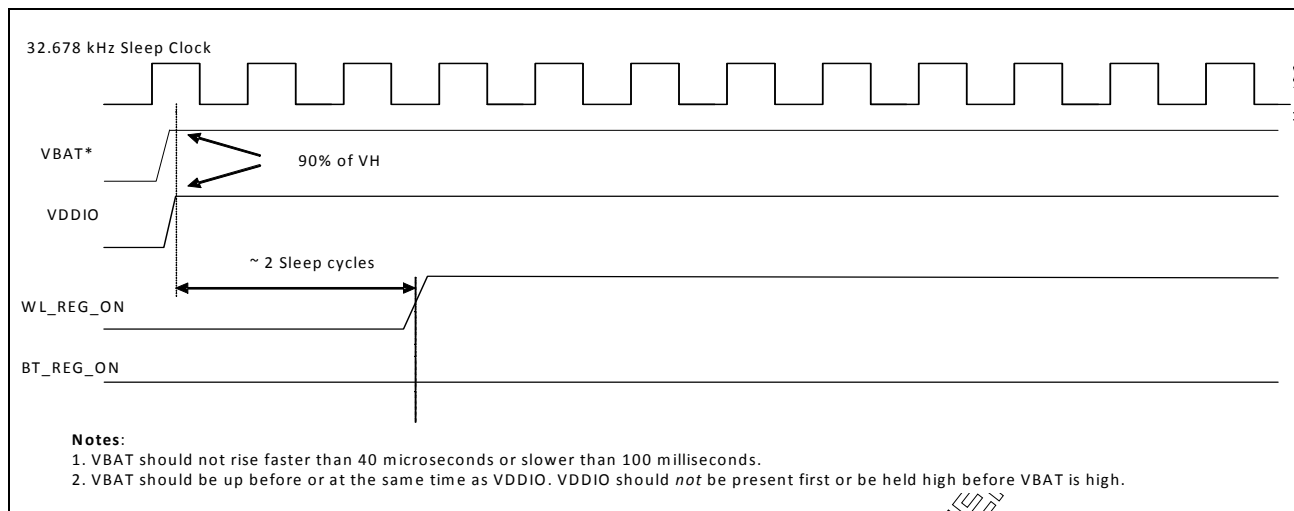 32.678 kHz Sleep Clock
VBAT*
90% of VH
VDDIO
~ 2 Sleep cycles
WL_REG_ON
BT_REG_ON
Notes:
1. VBAT should not rise faster than 40 microseconds or slower than 100 milliseconds.
2. VBAT should be up before or at the same time as VDDIO. VDDIO should not be present first or be held high before VBAT is high.